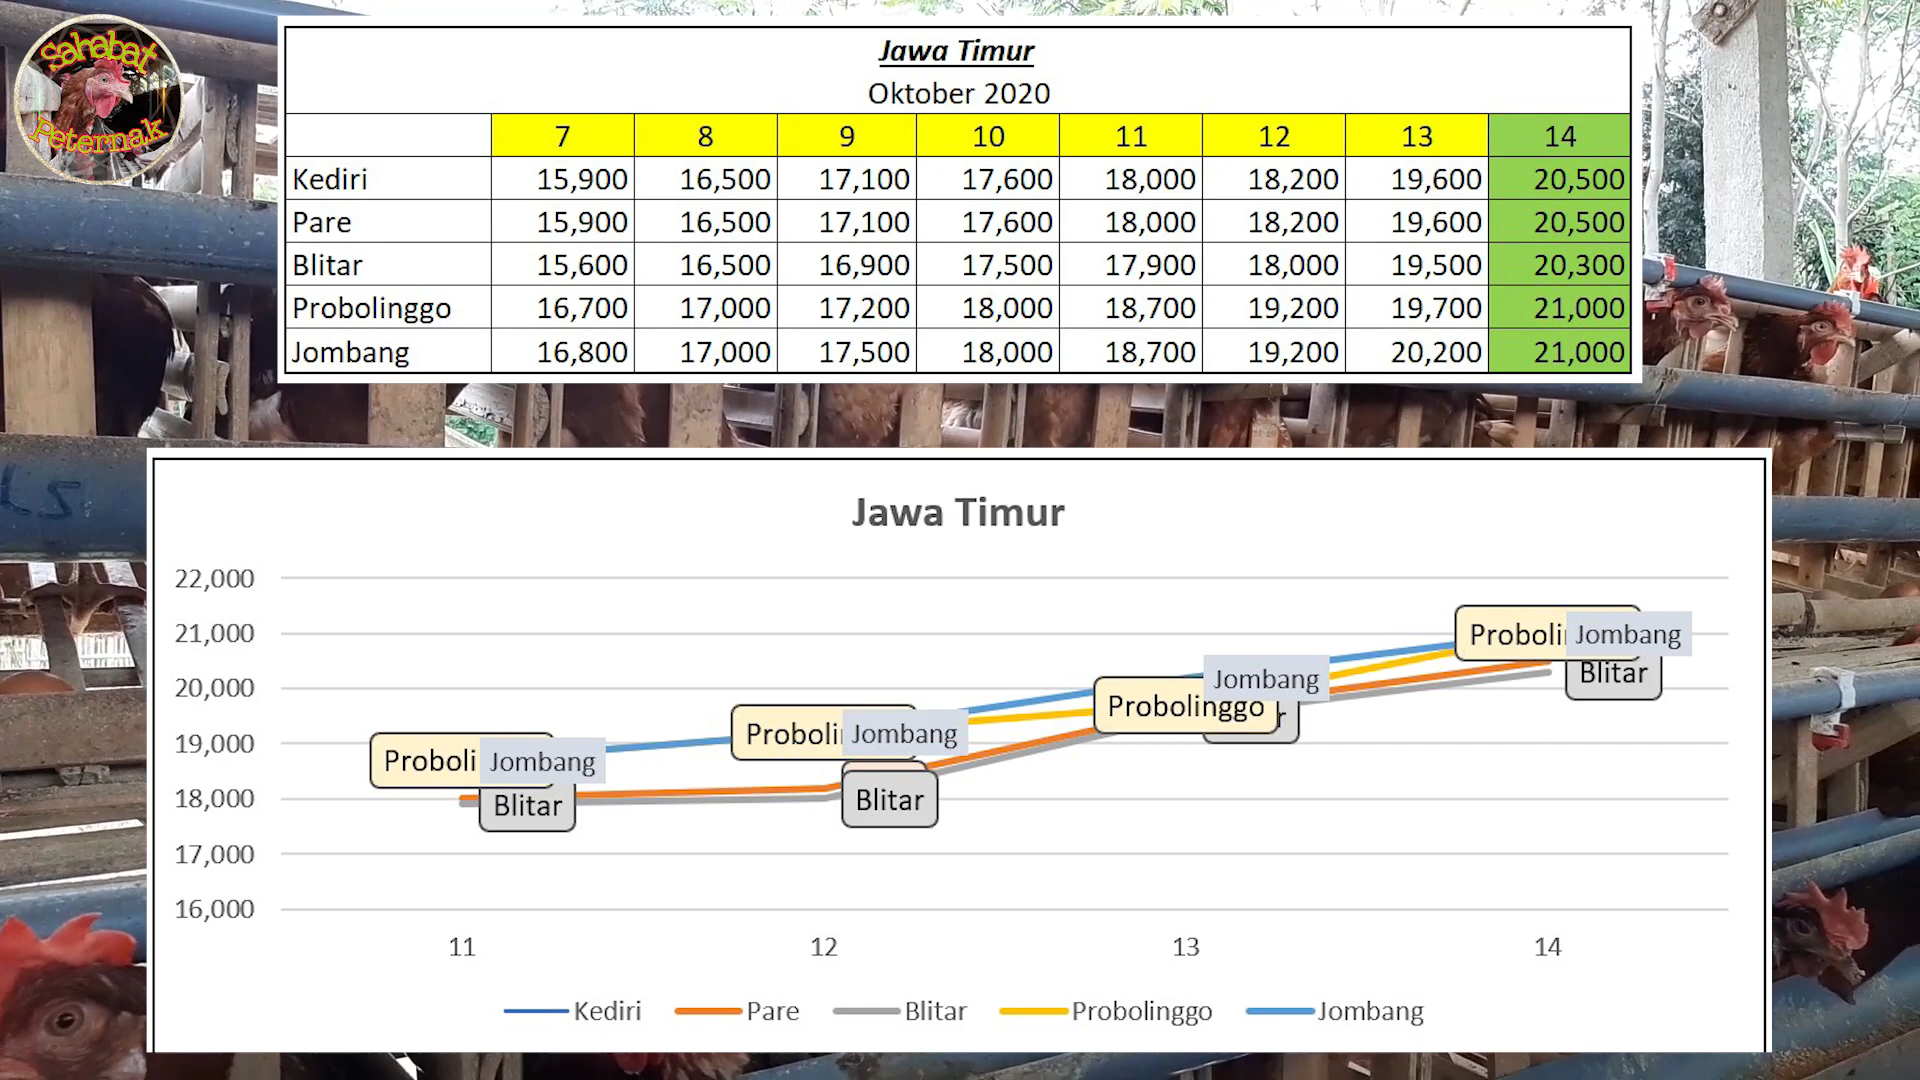 Sahabat
Peternak
Jawa Timur
Oktober 2020
7 8 9 10 11 12 13 14
Kediri 15,900 16,500 17,100 17,600 18,000 18,200 19,600 20,500
Pare 15,900 16,500 17,100 17,600 18,000 18,200 19,600 20,500
Blitar 15,600 16,500 16,900 17,500 17,900 18,000 19,500 20,300
Probolinggo 16,700 17,000 17,200 18,000 18,700 19,200 19,700 21,000
Jombang 16,800 17,000 17,500 18,000 18,700 19,200 20,200 21,000
Jawa Timur
22,000
21,000 Proboli Jombang
20,000 Jombang Blitar
Probolinggo r
19,000 Proboli Jombang
Proboli Jombang
18,000 Blitar Blitar
17,000
16,000
11 12 13 14
Kediri Pare Blitar Probolinggo Jombang